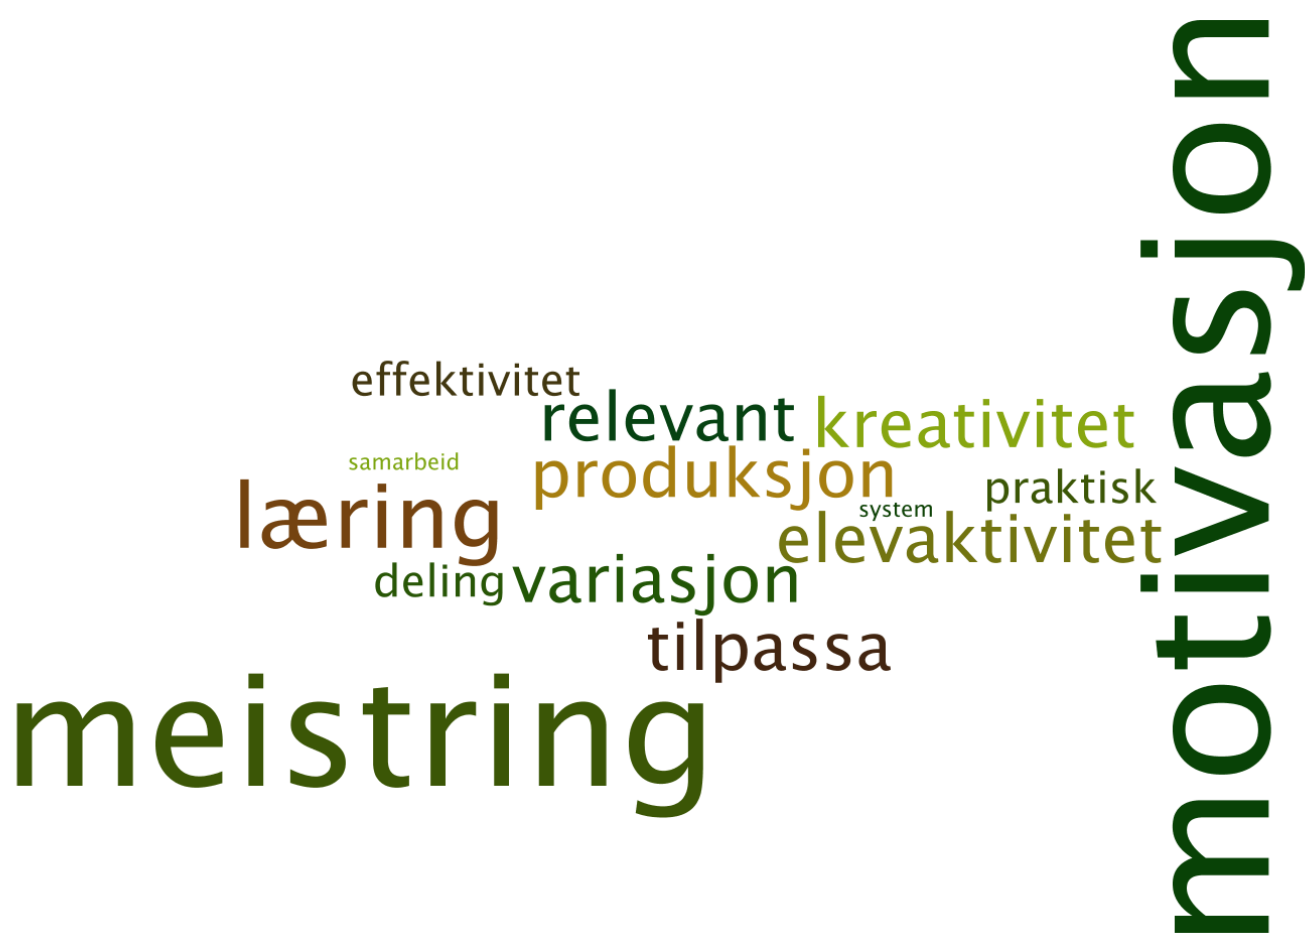 motivasjon
effektivitet
relevant
kreativitet
samarbeid
produksjon
praktisk
læring
system
elevaktivitet
deling
variasjon
tilpassa
meistring